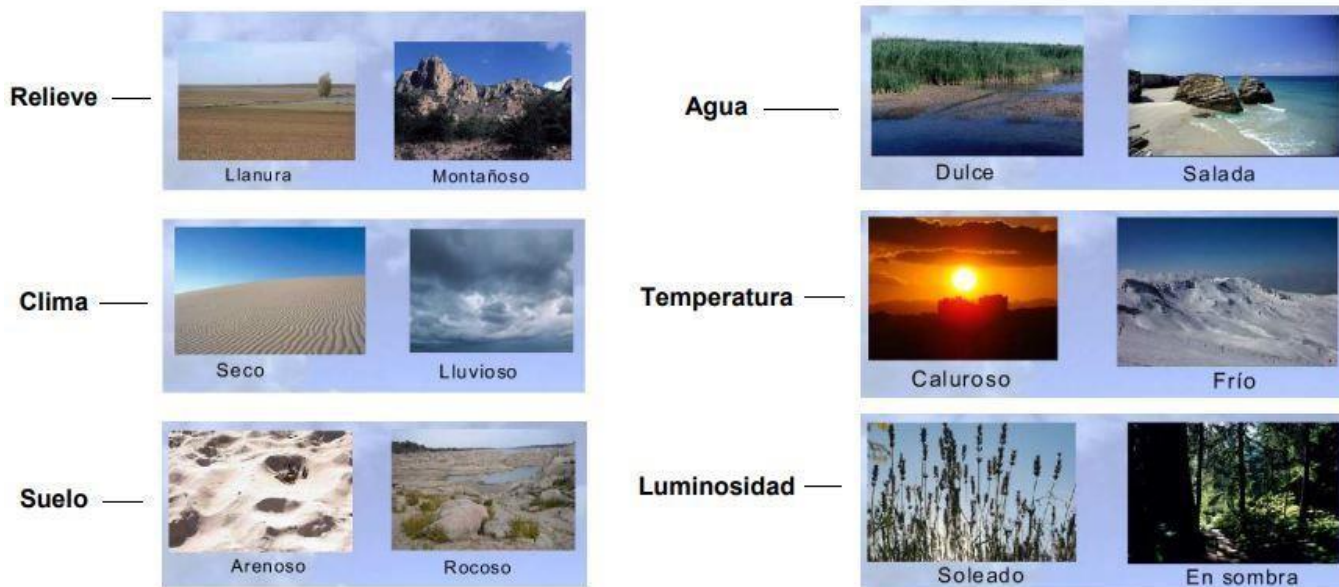 Relieve
Llanura Montañoso
Agua
Dulce Salada
Clima
Seco Lluvioso
Temperatura
Caluroso Frío
Suelo
Arenoso Rocoso
Luminosidad
Soleado En sombra